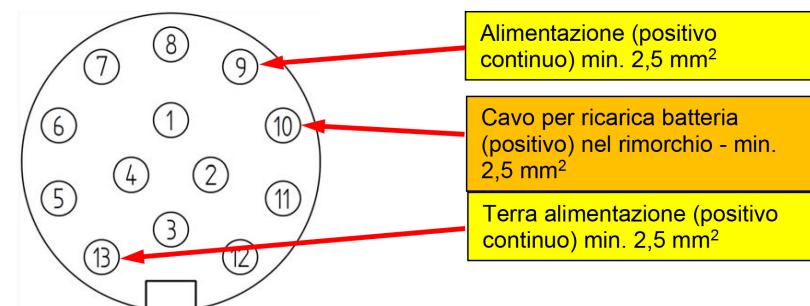 8
7
9
Alimentazione (positivo
continuo) min. 2,5 mm²
6
1
10
Cavo per ricarica batteria
(positivo) nel rimorchio - min.
2,5 mm²
4
2
5
11
3
13
12
Terra alimentazione (positivo
continuo) min. 2,5 mm²